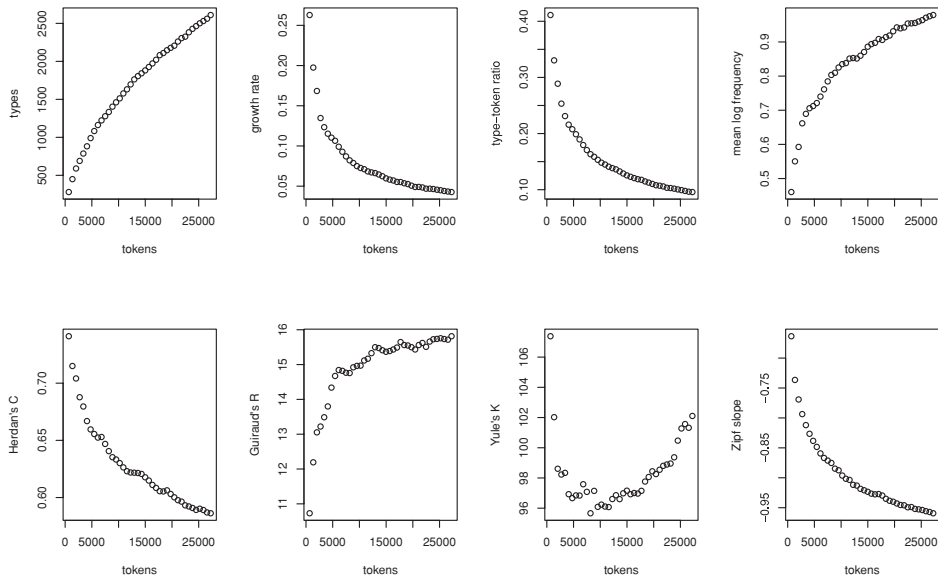 types
500 1000 1500 2000 2500
0 5000 15000 25000
tokens
growth rate
0.05 0.10 0.15 0.20 0.25
0 5000 15000 25000
tokens
type-token ratio
0.10 0.20 0.30 0.40
0 5000 15000 25000
tokens
mean log frequency
0.5 0.6 0.7 0.8 0.9
0 5000 15000 25000
tokens
Herdan's C
0.60 0.65 0.70
0 5000 15000 25000
tokens
Guiraud's R
11 12 13 14 15 16
0 5000 15000 25000
tokens
Yule's K
96 98 100 102 104 106
0 5000 15000 25000
tokens
Zipf slope
−0.95 −0.85 −0.75
0 5000 15000 25000
tokens